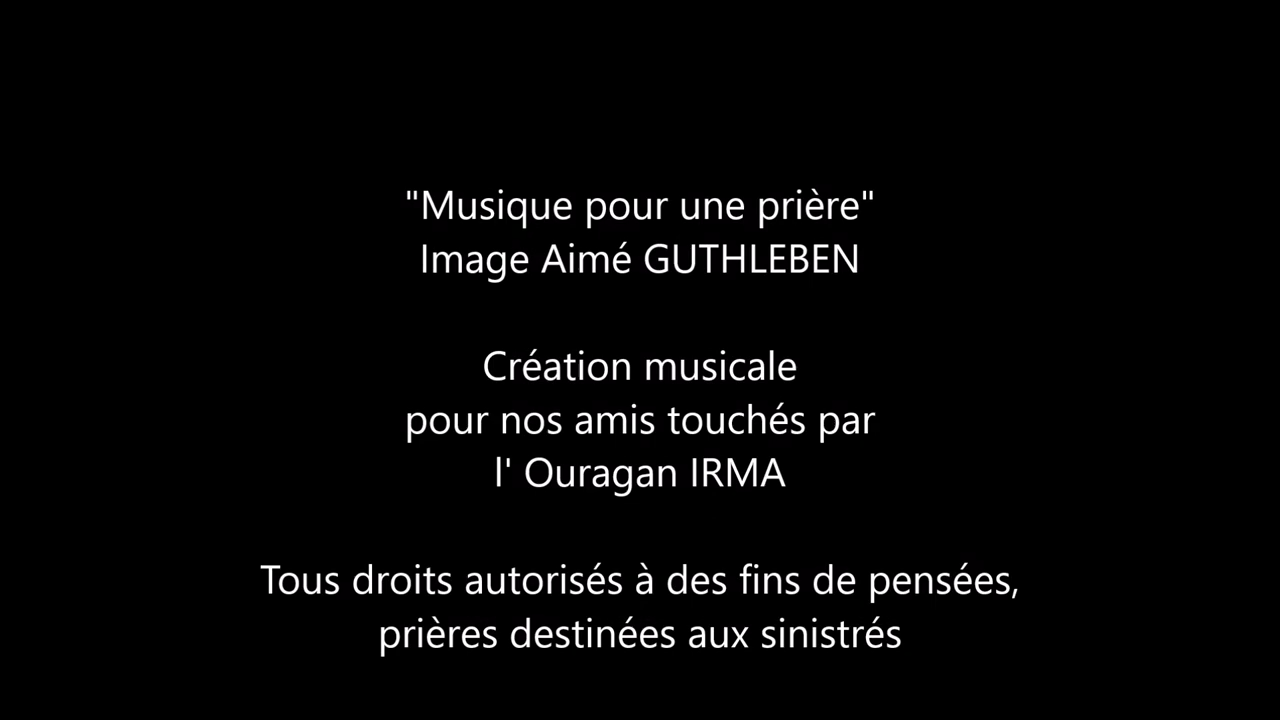 "Musique pour une prière"
Image Aimé GUTHLEBEN
Création musicale
pour nos amis touchés par
l' Ouragan IRMA
Tous droits autorisés à des fins de pensées,
prières destinées aux sinistrés